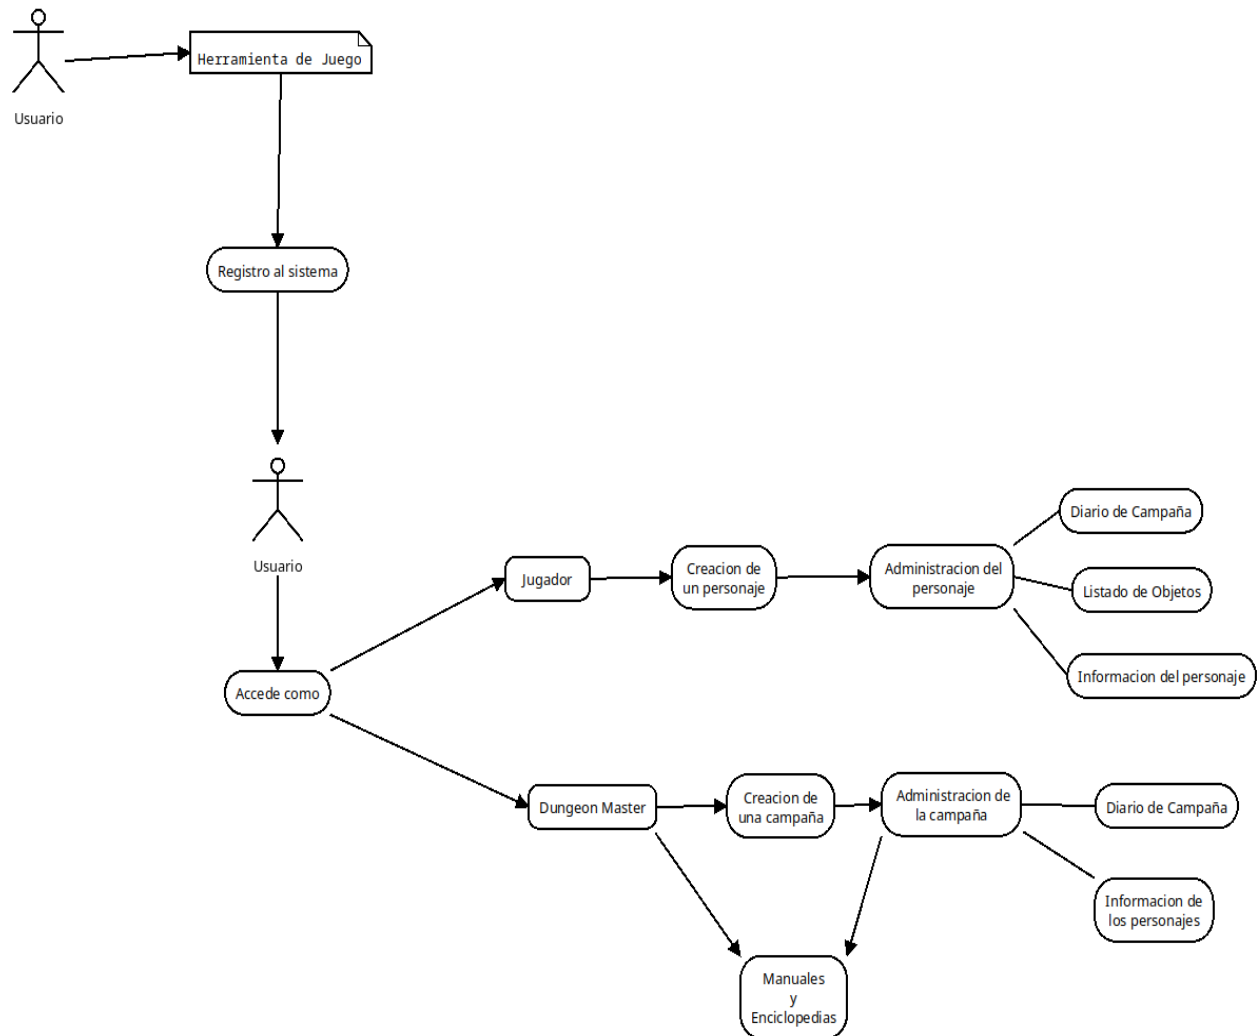 Herramienta de Juego
Usuario
Registro al sistema
Usuario
Accede como
Jugador
Creacion de
un personaje
Administracion del
personaje
Diario de Campaña
Listado de Objetos
Informacion del personaje
Dungeon Master
Creacion de
una campaña
Administracion de
la campaña
Diario de Campaña
Informacion de
los personajes
Manuales
y
Enciclopedias